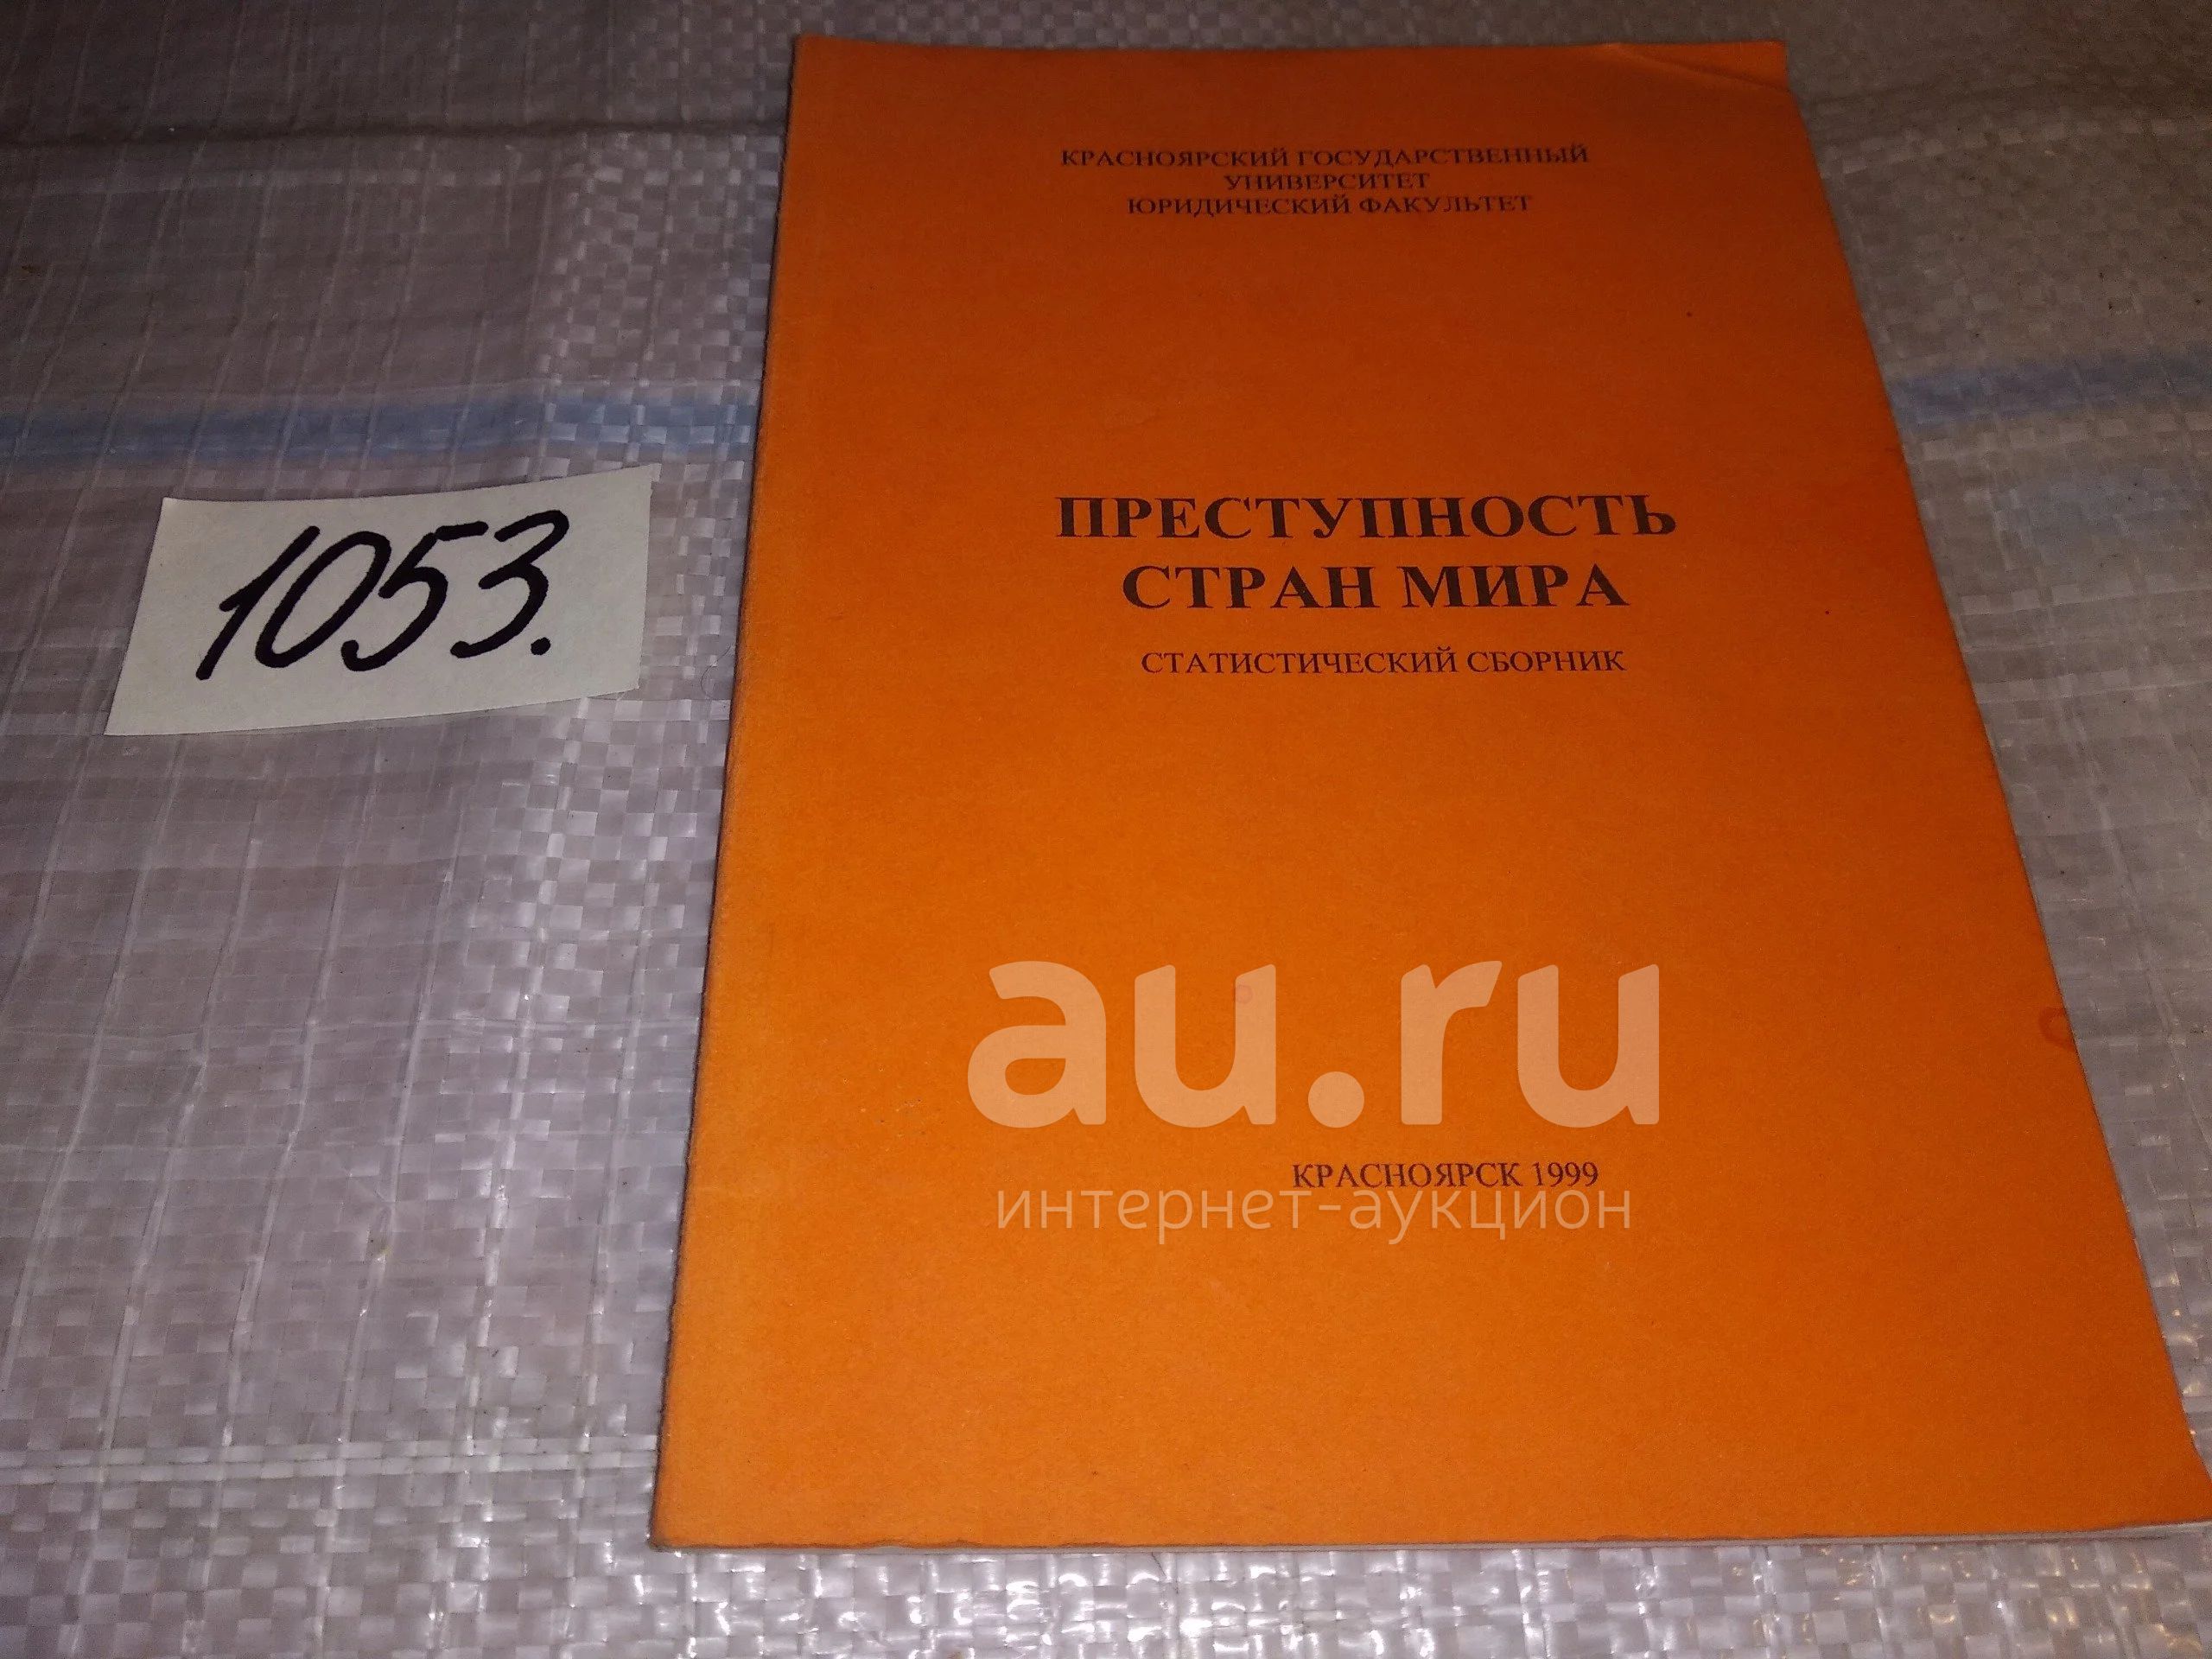 КРАСНОЯРСКИЙ ГОСУДАРСТВЕННЫЙ
УНИВЕРСИТЕТ
ЮРИДИЧЕСКИЙ ФАКУЛЬТЕТ
ПРЕСТУПНОСТЬ
СТРАН МИРА
СТАТИСТИЧЕСКИЙ СБОРНИК
1053.
au.ru
КРАСНОЯРСК 1999
интернет-аукцион